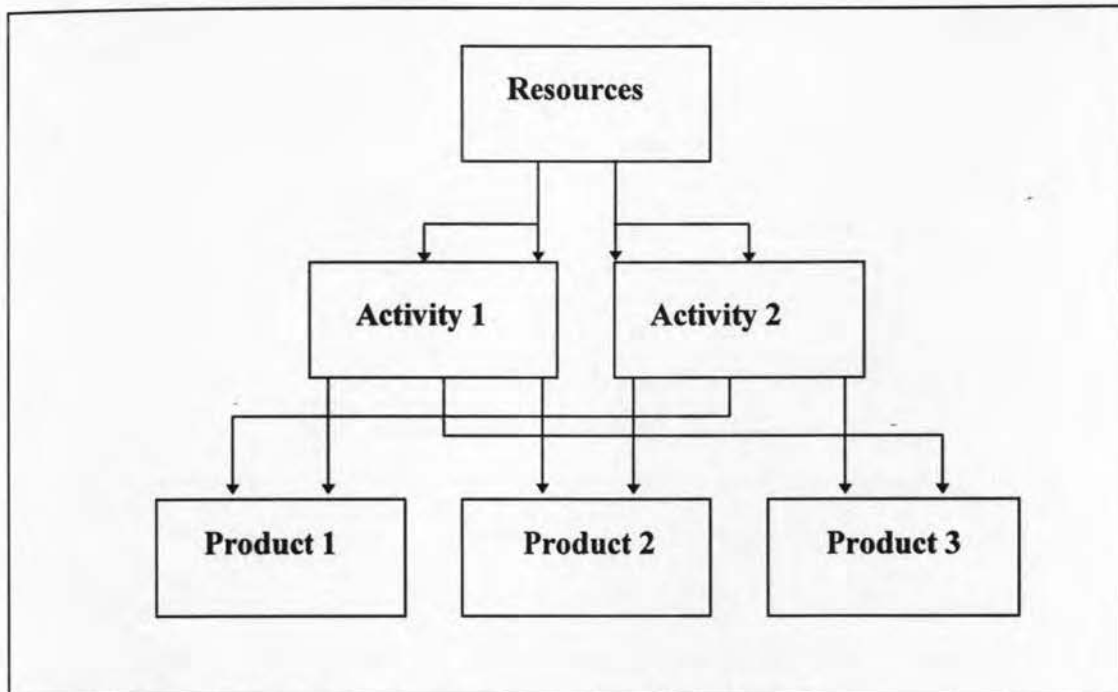 Resources
Activity 1
Activity 2
Product 1
Product 2
Product 3